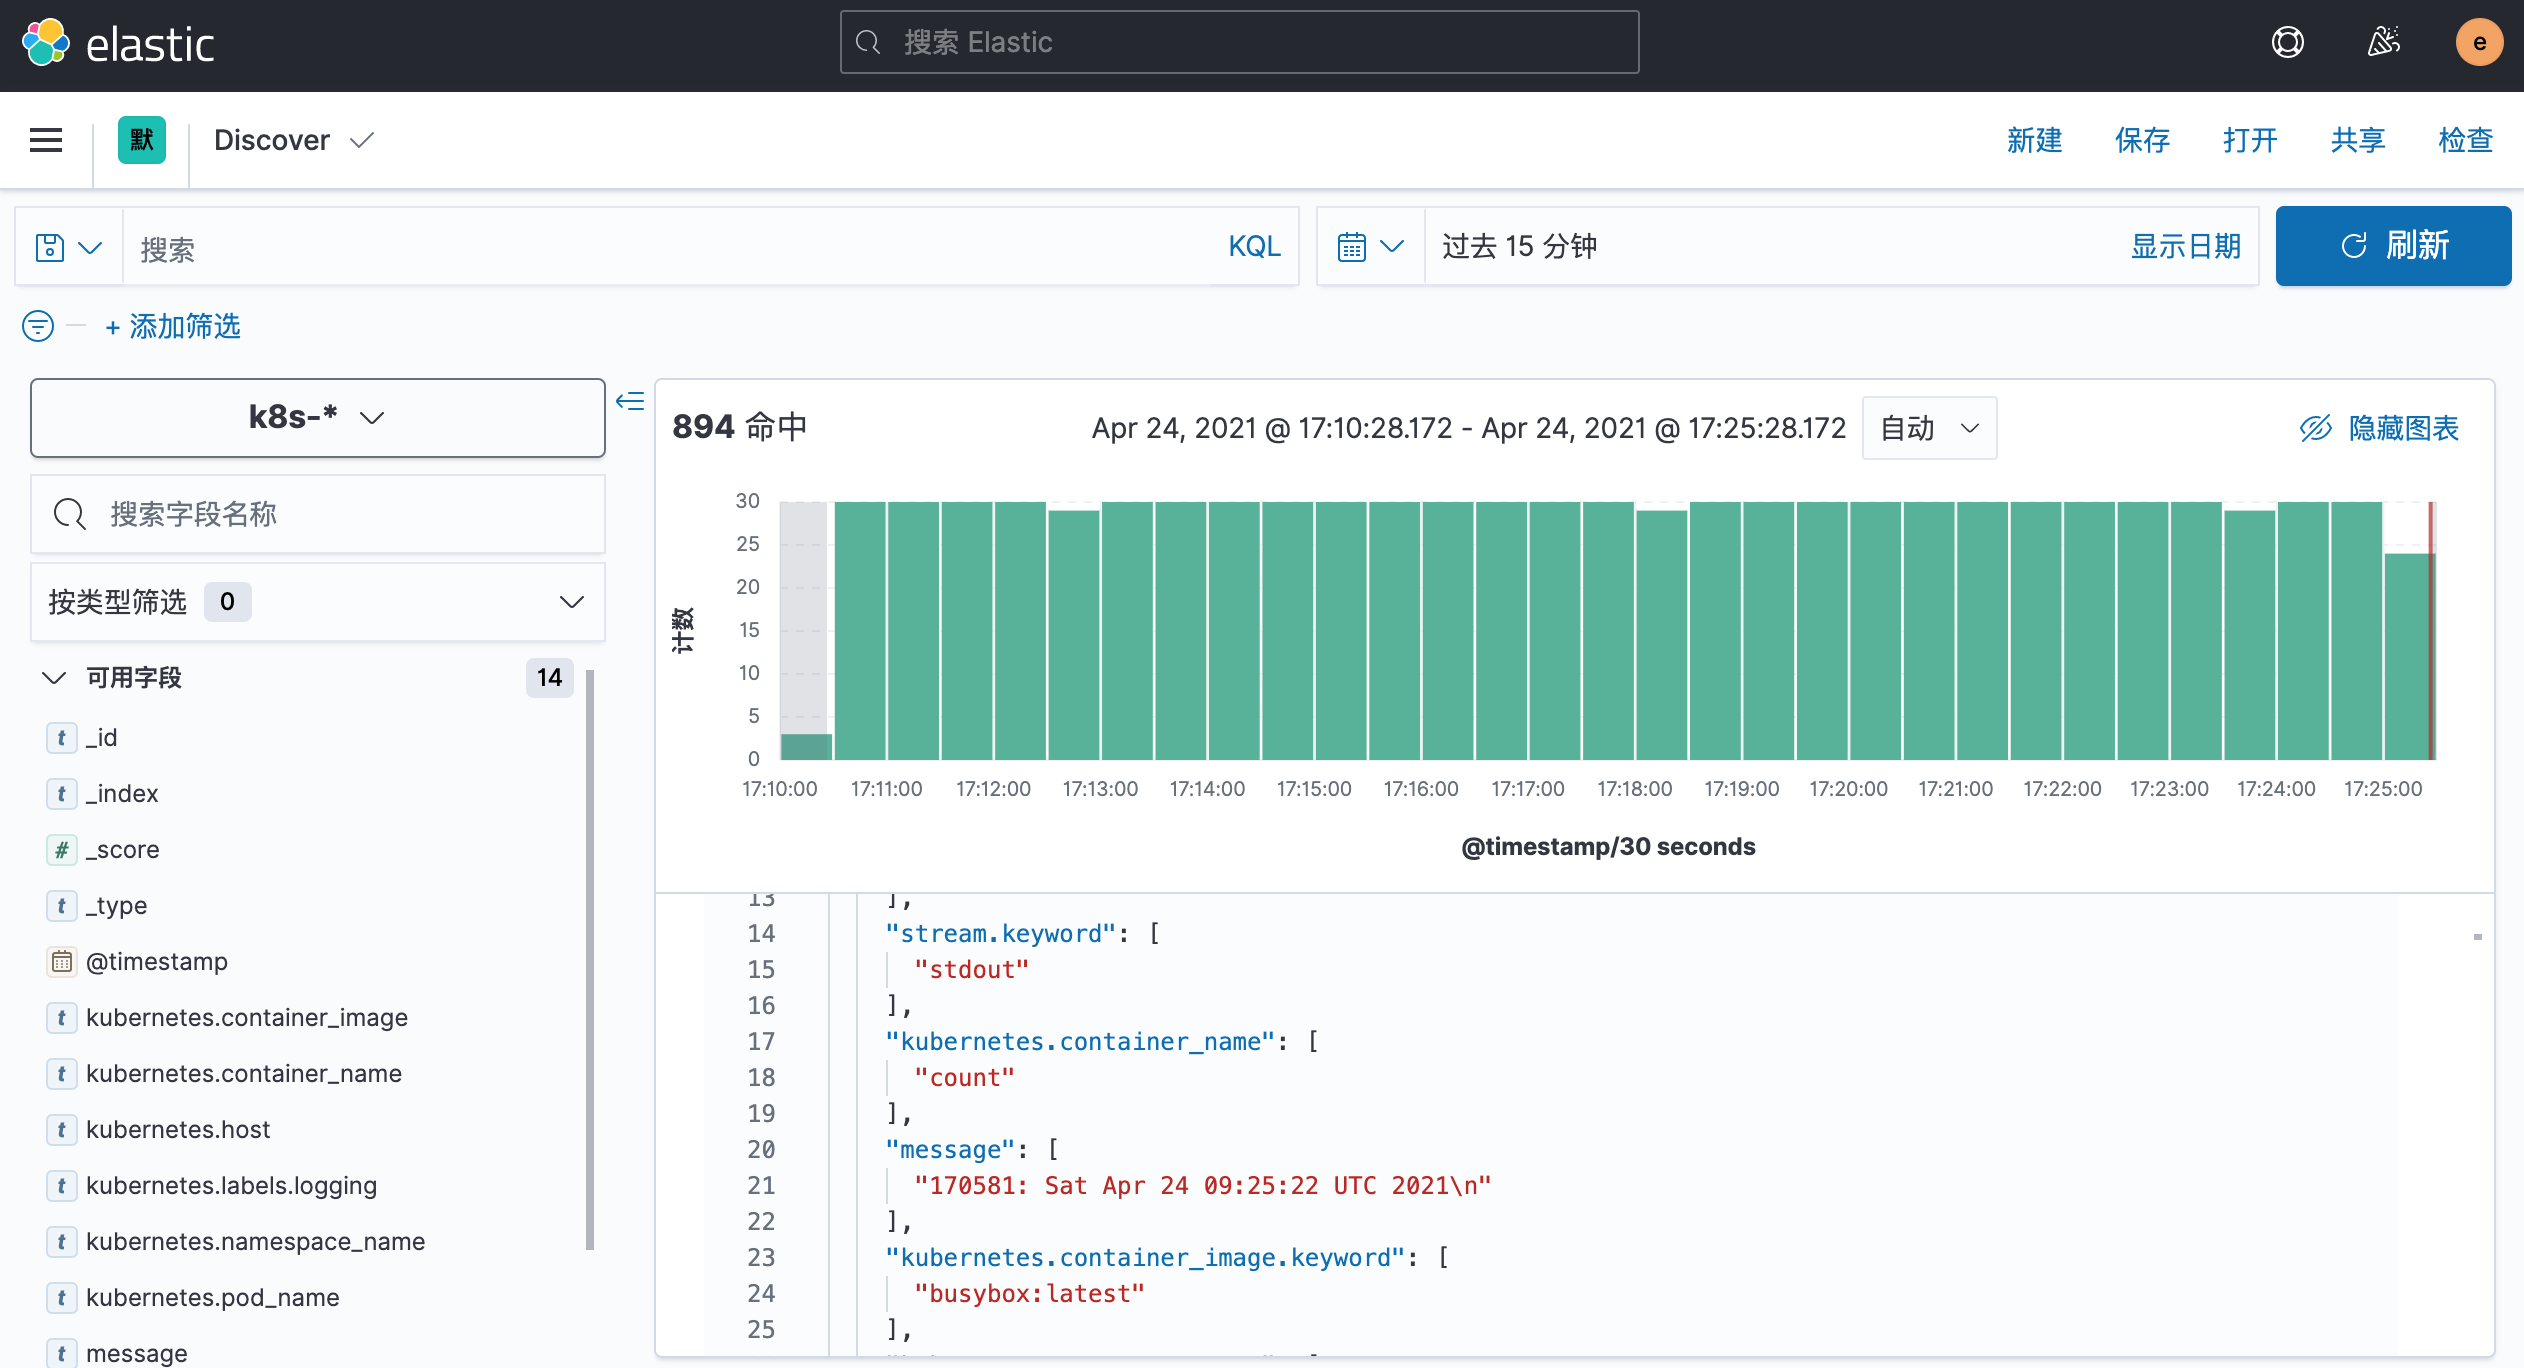 elastic
搜索 Elastic
e
默
Discover
新建 保存 打开 共享 检查
搜索
KQL
过去 15 分钟
显示日期
刷新
+ 添加筛选
k8s-*
搜索字段名称
按类型筛选 0
可用字段 14
t _id
t _index
# _score
t _type
@timestamp
t kubernetes.container_image
t kubernetes.container_name
t kubernetes.host
t kubernetes.labels.logging
t kubernetes.namespace_name
t kubernetes.pod_name
t message
894 命中
Apr 24, 2021 @ 17:10:28.172 - Apr 24, 2021 @ 17:25:28.172
自动
隐藏图表
计数
30
25
20
15
10
5
0
17:10:00 17:11:00 17:12:00 17:13:00 17:14:00 17:15:00 17:16:00 17:17:00 17:18:00 17:19:00 17:20:00 17:21:00 17:22:00 17:23:00 17:24:00 17:25:00
@timestamp/30 seconds
13 ],
14 "stream.keyword": [
15 "stdout"
16 ],
17 "kubernetes.container_name": [
18 "count"
19 ],
20 "message": [
21 "170581: Sat Apr 24 09:25:22 UTC 2021\n"
22 ],
23 "kubernetes.container_image.keyword": [
24 "busybox:latest"
25 ],